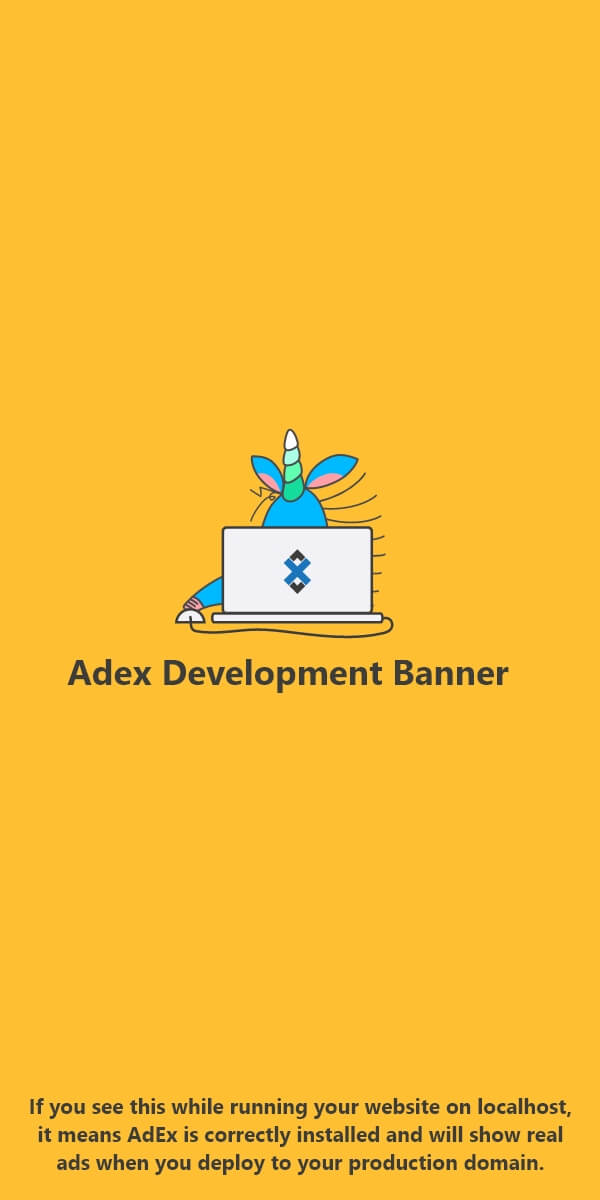 Adex Development Banner
If you see this while running your website on localhost,
it means AdEx is correctly installed and will show real
ads when you deploy to your production domain.